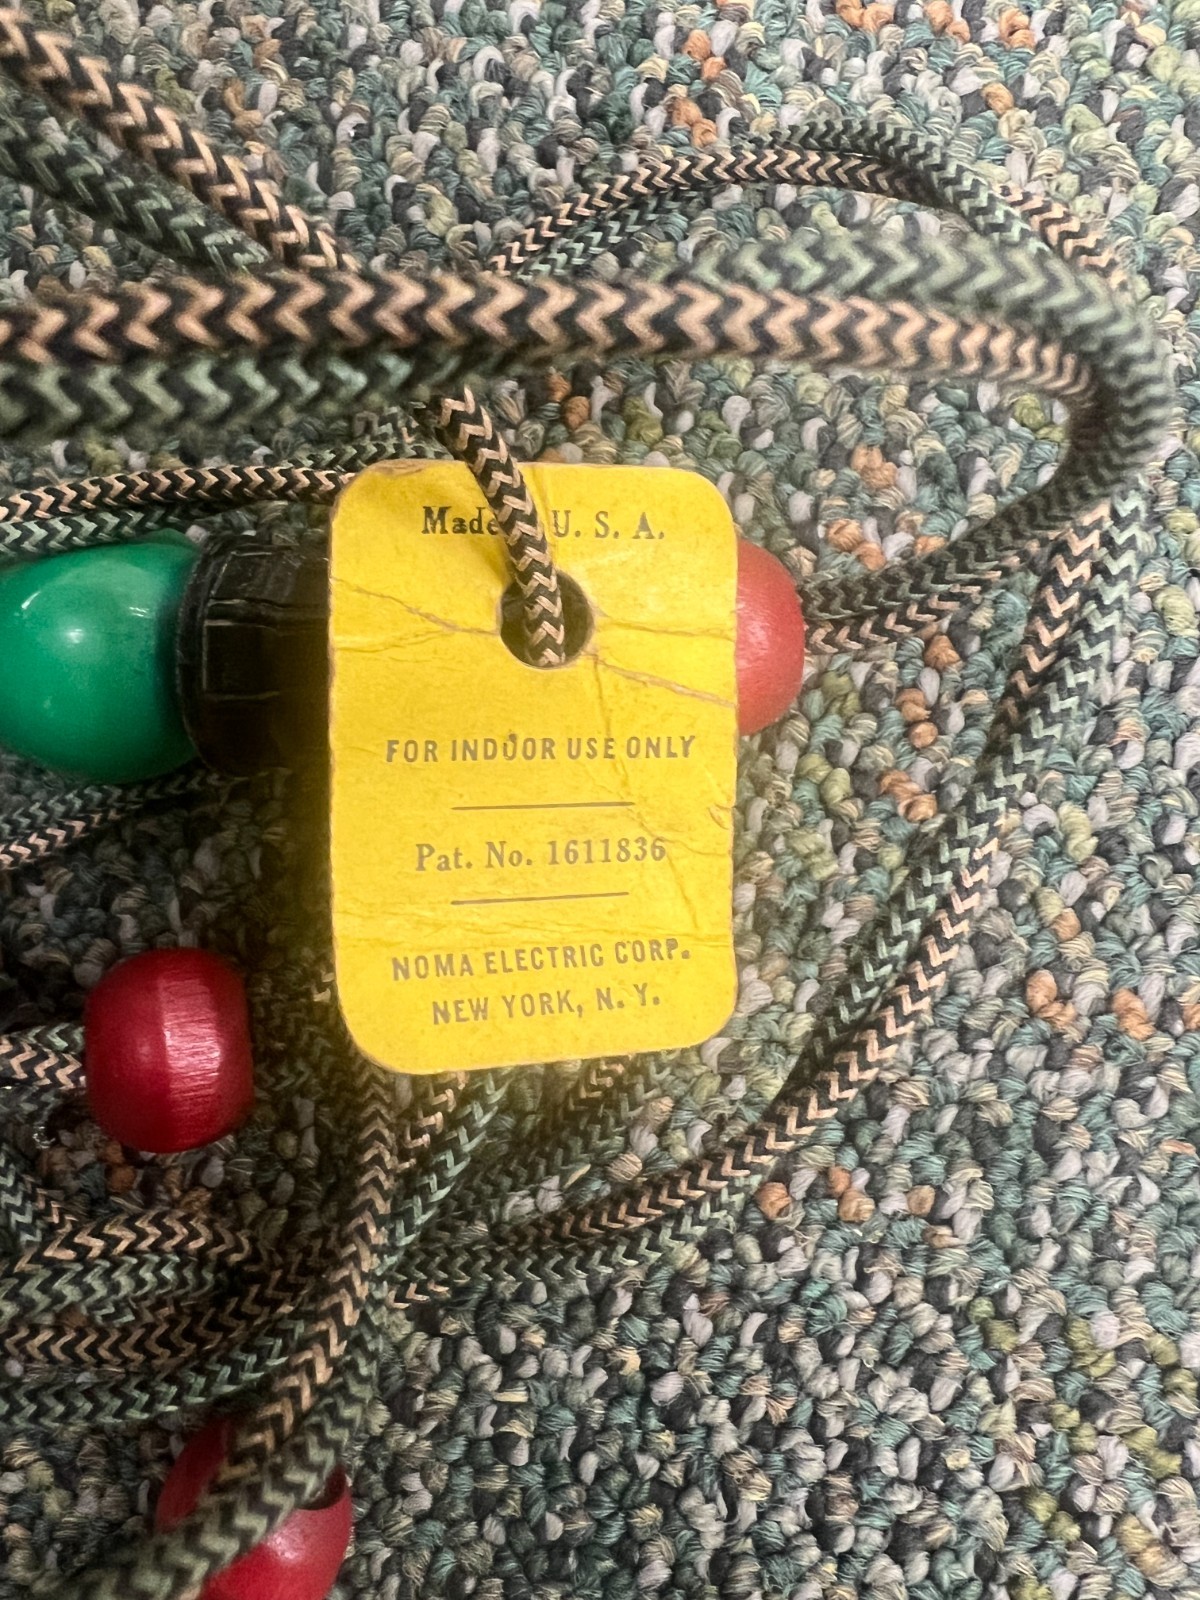 Made U. S. A.
FOR INDOOR USE ONLY
Pat. No. 1611836
NOMA ELECTRIC CORP.
NEW YORK, N. Y.